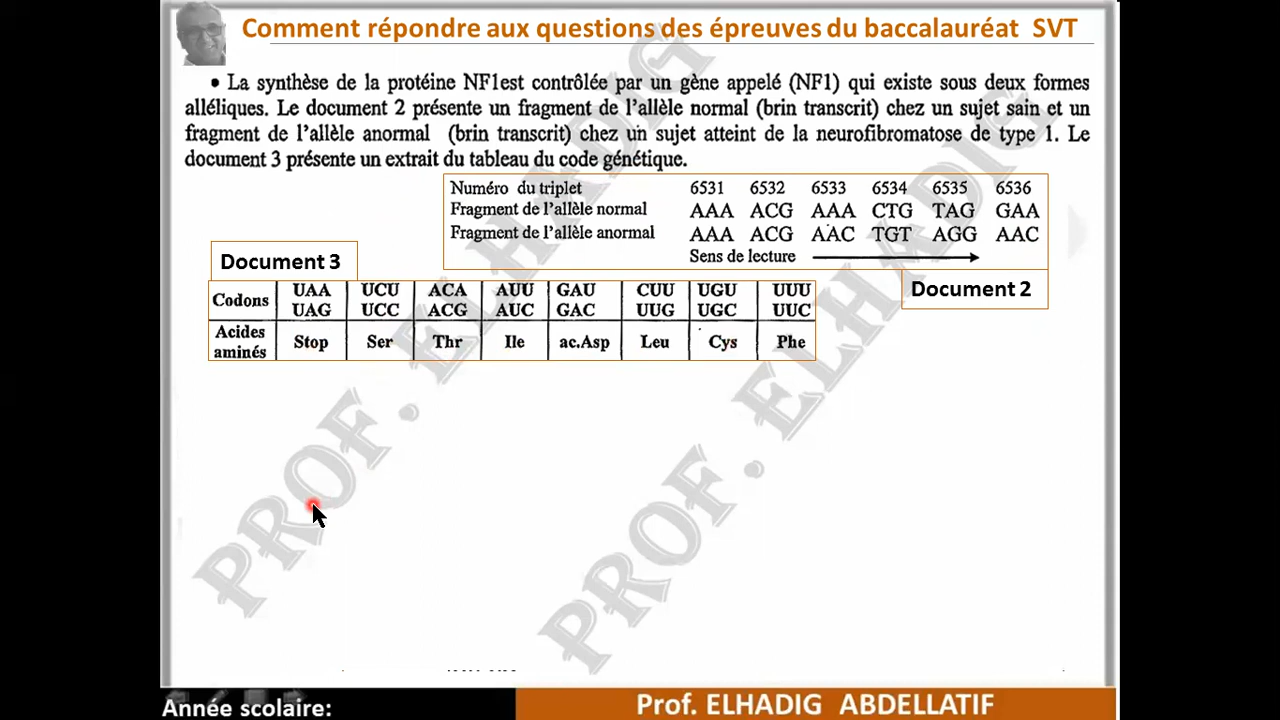 Comment répondre aux questions des épreuves du baccalauréat SVT
• La synthèse de la protéine NF1est contrôlée par un gène appelé (NF1) qui existe sous deux formes
alléliques. Le document 2 présente un fragment de l'allèle normal (brin transcrit) chez un sujet sain et un
fragment de l'allèle anormal (brin transcrit) chez un sujet atteint de la neurofibromatose de type 1. Le
document 3 présente un extrait du tableau du code génétique.
Numéro du triplet 6531 6532 6533 6534 6535 6536
Fragment de l'allèle normal AAA ACG AAA CTG TAG GAA
Fragment de l'allèle anormal AAA ACG AAC TGT AGG AAC
Sens de lecture
Document 2
Document 3
Codons UAA UCU ACA AUU GAU CUU UGU UUU
UAG UCC ACG AUC GAC UUG UGC UUC
Acides aminés Stop Ser Thr Ile ac.Asp Leu Cys Phe
PROF. ELHADIG
PROF. ELHADIG
Année scolaire:
Prof. ELHADIG ABDELLATIF